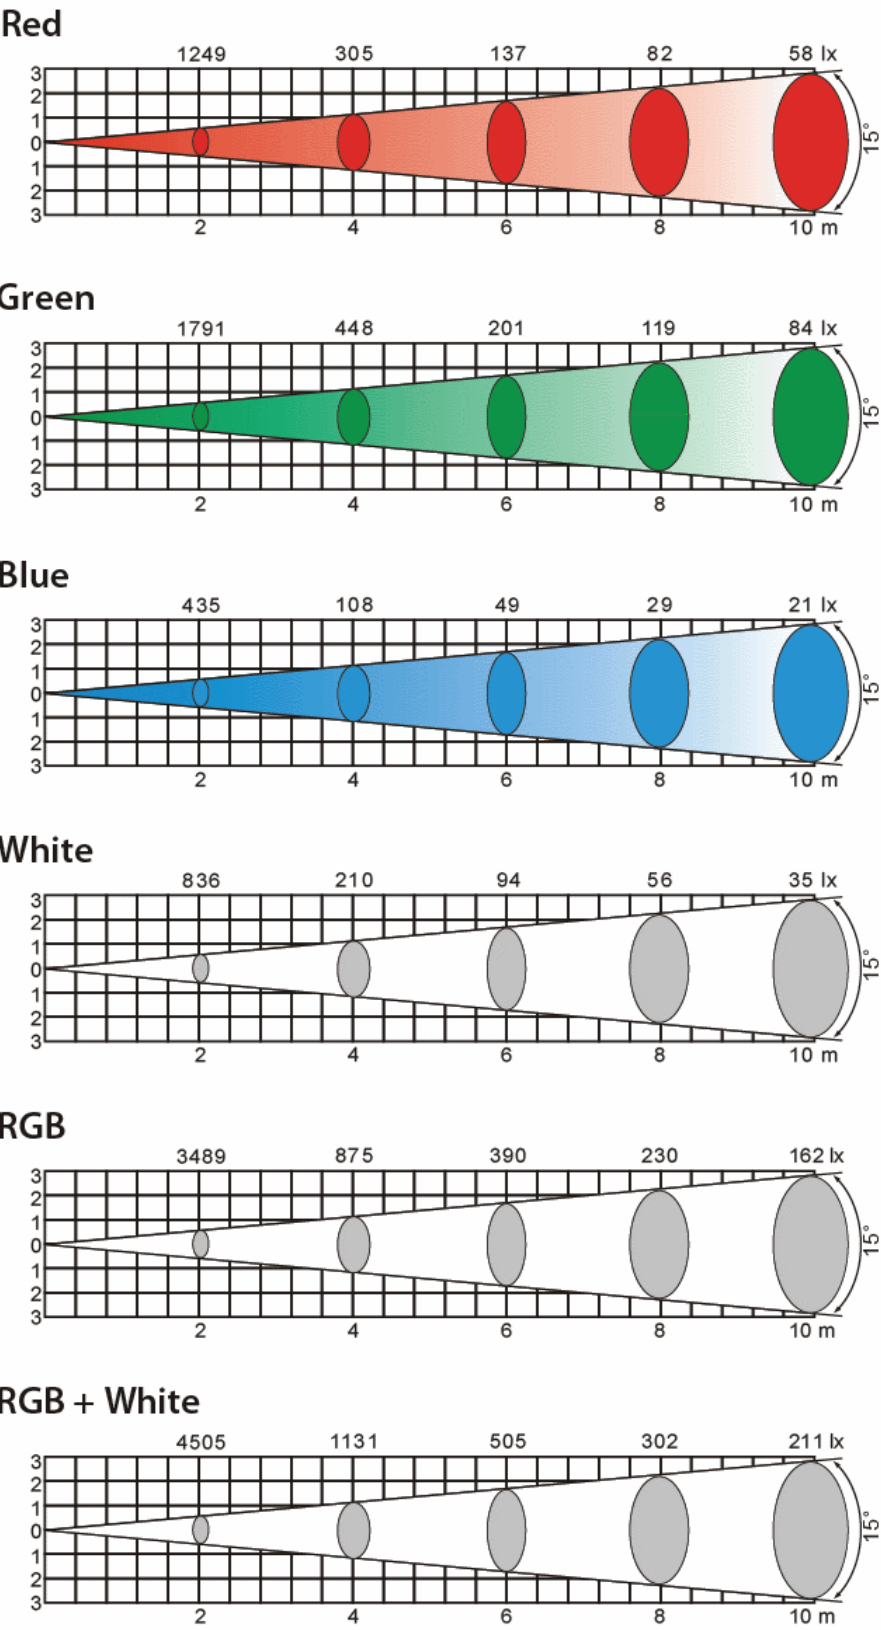 Red
1249 305 137 82 58 lx
3
2
1
0
1
2
3
15°
2 4 6 8 10 m
Green
1791 448 201 119 84 lx
3
2
1
0
1
2
3
15°
2 4 6 8 10 m
Blue
435 108 49 29 21 lx
3
2
1
0
1
2
3
15°
2 4 6 8 10 m
White
836 210 94 56 35 lx
3
2
1
0
1
2
3
15°
2 4 6 8 10 m
RGB
3489 875 390 230 162 lx
3
2
1
0
1
2
3
15°
2 4 6 8 10 m
RGB + White
4505 1131 505 302 211 lx
3
2
1
0
1
2
3
15°
2 4 6 8 10 m